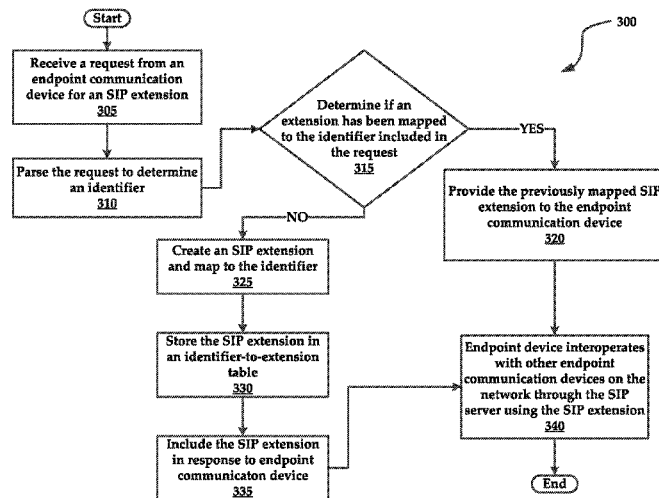 Start
300
Receive a request from an
endpoint communication
device for an SIP extension
305
Parse the request to determine
an identifier
310
Determine if an
extension has been mapped
to the identifier included in
the request
315
YES
NO
Provide the previously mapped SIP
extension to the endpoint
communication device
320
Create an SIP extension
and map to the identifier
325
Store the SIP extension in
an identifier-to-extension
table
330
Include the SIP extension
in response to endpoint
communicaton device
335
Endpoint device interoperates
with other endpoint
communication devices on the
network through the SIP
server using the SIP extension
340
End